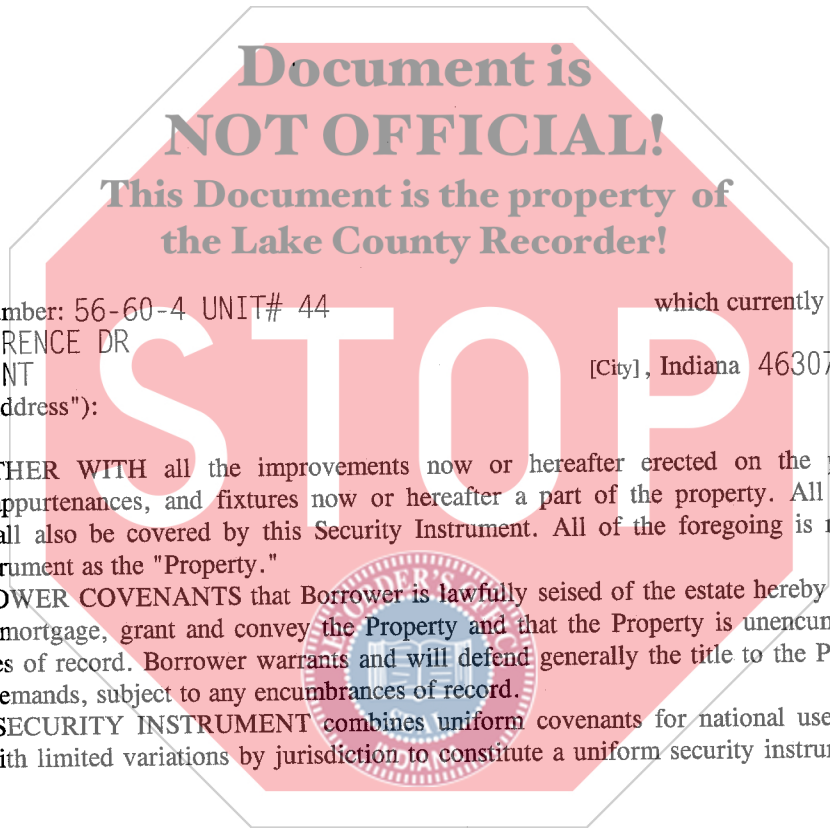 Document is
NOT OFFICIAL!
This Document is the property of
the Lake County Recorder!
STOP
mber: 56-60-4 UNIT# 44 which currently
RENCE DR
NT [City], Indiana 46307
ddress"):
THER WITH all the improvements now or hereafter erected on the p
ppurtenances, and fixtures now or hereafter a part of the property. All
all also be covered by this Security Instrument. All of the foregoing is r
rument as the "Property."
OWER COVENANTS that Borrower is lawfully seised of the estate hereby
mortgage, grant and convey the Property and that the Property is unencum
es of record. Borrower warrants and will defend generally the title to the P
emands, subject to any encumbrances of record.
SECURITY INSTRUMENT combines uniform covenants for national use
ith limited variations by jurisdiction to constitute a uniform security instrum
INDIANA